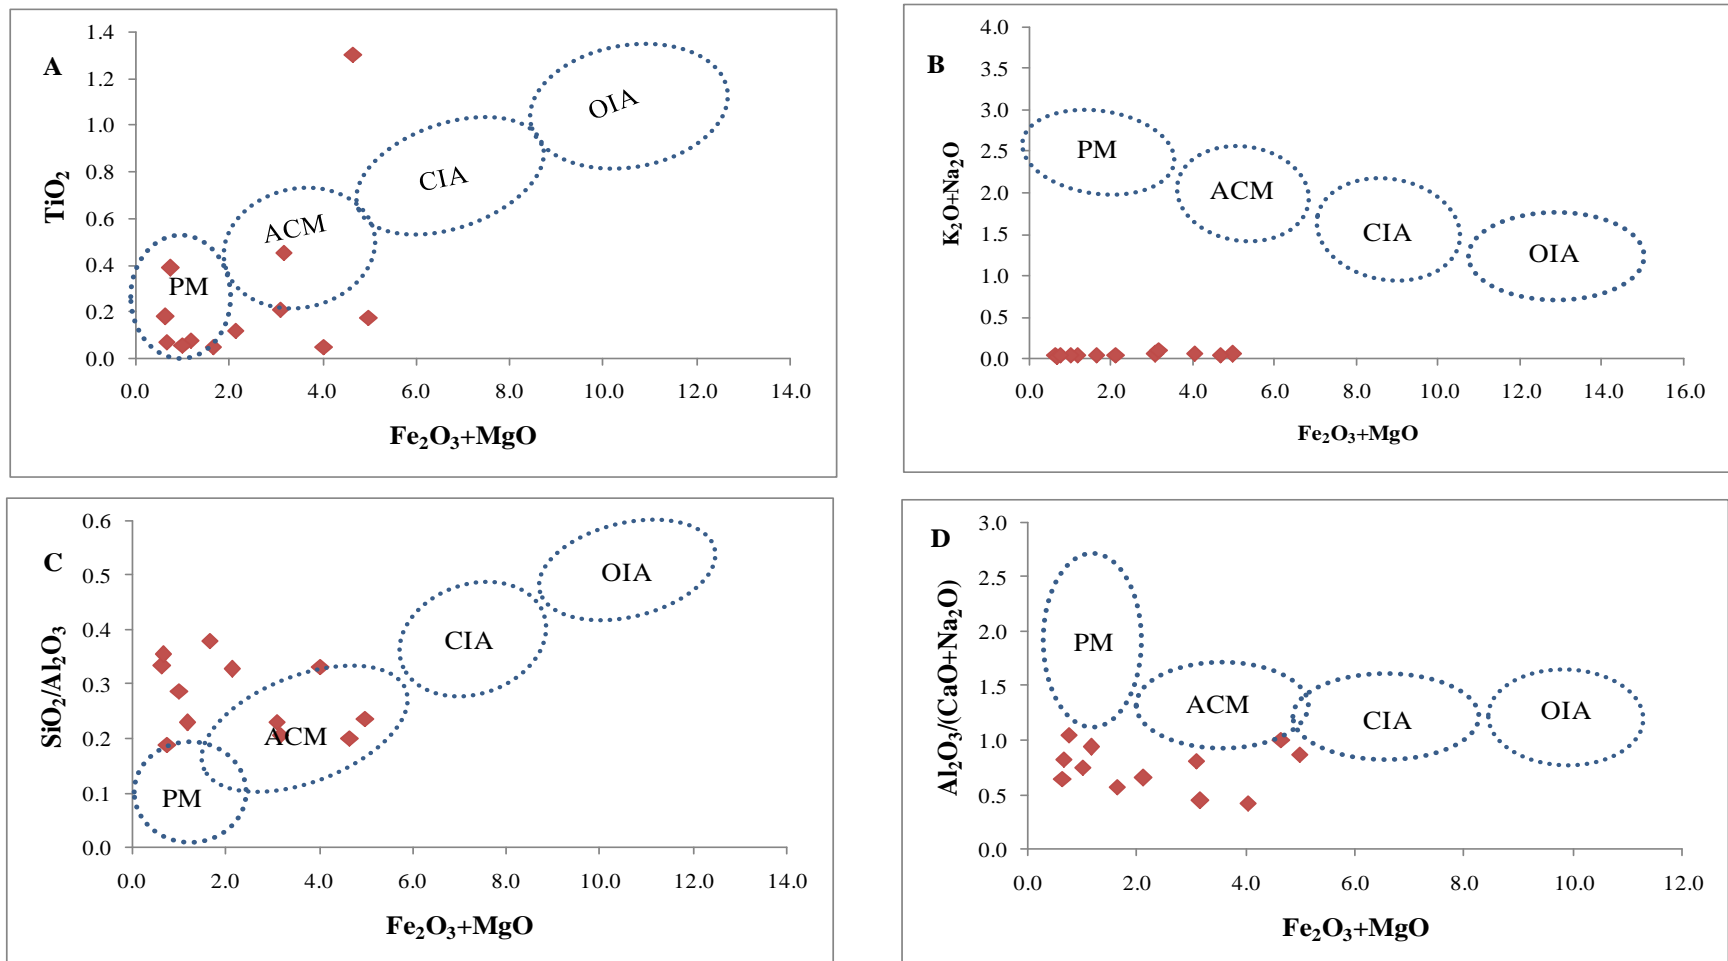 A
TiO₂
1.4
1.2
1.0
0.8
0.6
0.4
0.2
0.0
OIA
CIA
ACM
PM
0.0 2.0 4.0 6.0 8.0 10.0 12.0 14.0
Fe₂O₃+MgO
B
K₂O+Na₂O
4.0
3.5
3.0
2.5
2.0
1.5
1.0
0.5
0.0
PM
ACM
CIA
OIA
0.0 2.0 4.0 6.0 8.0 10.0 12.0 14.0 16.0
Fe₂O₃+MgO
C
SiO₂/Al₂O₃
0.6
0.5
0.4
0.3
0.2
0.1
0.0
OIA
CIA
ACM
PM
0.0 2.0 4.0 6.0 8.0 10.0 12.0 14.0
Fe₂O₃+MgO
D
Al₂O₃/(CaO+Na₂O)
3.0
2.5
2.0
1.5
1.0
0.5
0.0
PM
ACM
CIA
OIA
0.0 2.0 4.0 6.0 8.0 10.0 12.0
Fe₂O₃+MgO